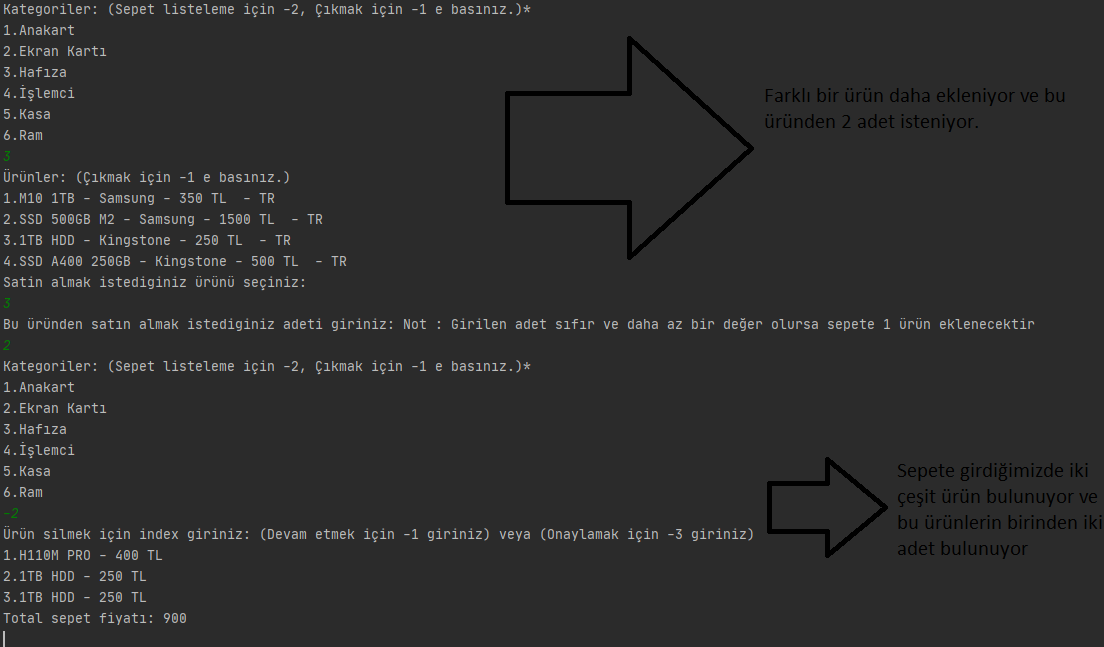 Kategoriler: (Sepet listeleme için -2, Çıkmak için -1 e basınız.)*
1.Anakart
2.Ekran Kartı
3.Hafıza
4.İşlemci
5.Kasa
6.Ram
3
Ürünler: (Çıkmak için -1 e basınız.)
1.M10 1TB - Samsung - 350 TL  - TR
2.SSD 500GB M2 - Samsung - 1500 TL  - TR
3.1TB HDD - Kingstone - 250 TL  - TR
4.SSD A400 250GB - Kingstone - 500 TL  - TR
Satin almak istediginiz ürünü seçiniz:
3
Bu üründen satın almak istediginiz adeti giriniz: Not : Girilen adet sıfır ve daha az bir değer olursa sepete 1 ürün eklenecektir
2
Kategoriler: (Sepet listeleme için -2, Çıkmak için -1 e basınız.)*
1.Anakart
2.Ekran Kartı
3.Hafıza
4.İşlemci
5.Kasa
6.Ram
-2
Ürün silmek için index giriniz: (Devam etmek için -1 giriniz) veya (Onaylamak için -3 giriniz)
1.H110M PRO - 400 TL
2.1TB HDD - 250 TL
3.1TB HDD - 250 TL
Total sepet fiyatı: 900
Farklı bir ürün daha ekleniyor ve bu
üründen 2 adet isteniyor.
Sepete girdiğimizde iki
çeşit ürün bulunuyor ve
bu ürünlerin birinden iki
adet bulunuyor